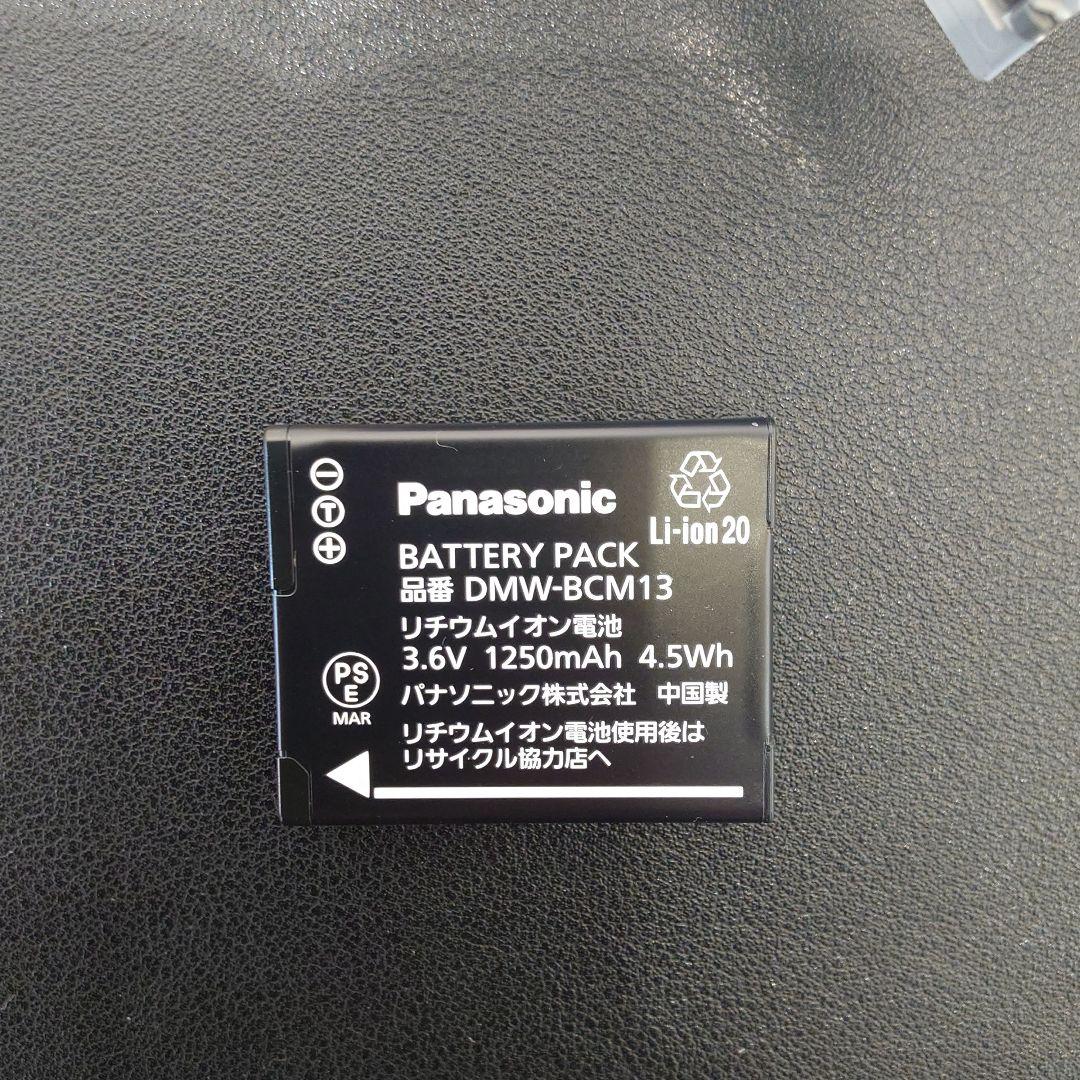 Panasonic
Li-ion 20
BATTERY PACK
品番 DMW-BCM13
リチウムイオン電池
3.6V 1250mAh 4.5Wh
パナソニック株式会社 中国製
リチウムイオン電池使用後は
リサイクル協力店へ
T
PS
E
MAR